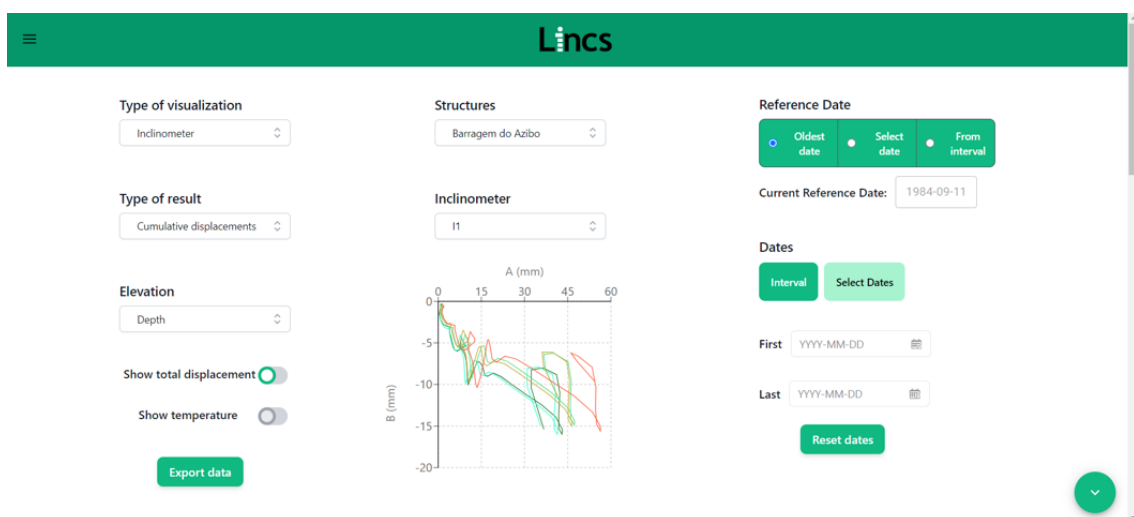 Lincs
Type of visualization
Inclinometer
Type of result
Cumulative displacements
Elevation
Depth
Show total displacement
Show temperature
Export data
Structures
Barragem do Azibo
Inclinometer
I1
A (mm)
0 15 30 45 60
0
-5
-10
-15
-20
B (mm)
Reference Date
Oldest date
Select date
From interval
Current Reference Date: 1984-09-11
Dates
Interval
Select Dates
First YYYY-MM-DD
Last YYYY-MM-DD
Reset dates